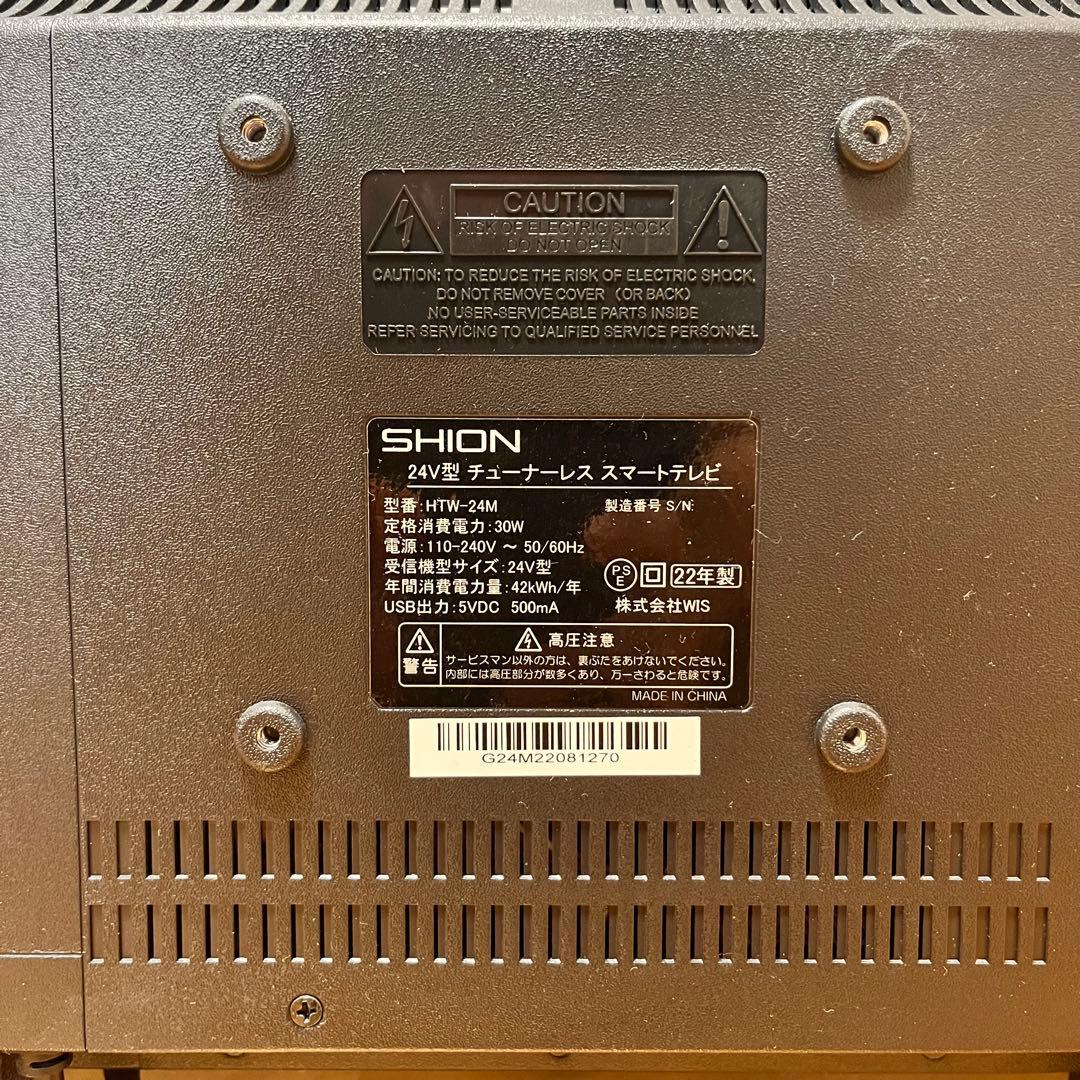 CAUTION
RISK OF ELECTRIC SHOCK
DO NOT OPEN
CAUTION: TO REDUCE THE RISK OF ELECTRIC SHOCK,
DO NOT REMOVE COVER (OR BACK)
NO USER-SERVICEABLE PARTS INSIDE
REFER SERVICING TO QUALIFIED SERVICE PERSONNEL
SHION
24V型 チューナーレス スマートテレビ
型番:HTW-24M
製造番号 S/N:
定格消費電力:30W
電源:110-240V ～ 50/60Hz
受信機型サイズ:24V型
年間消費電力量:42kWh/年
USB出力:5VDC 500mA
PS
E
22年製
株式会社WIS
警告
高圧注意
サービスマン以外の方は、裏ぶたをあけないでください。
内部には高圧部分が数多くあり、万一さわると危険です。
MADE IN CHINA
G24M22081270